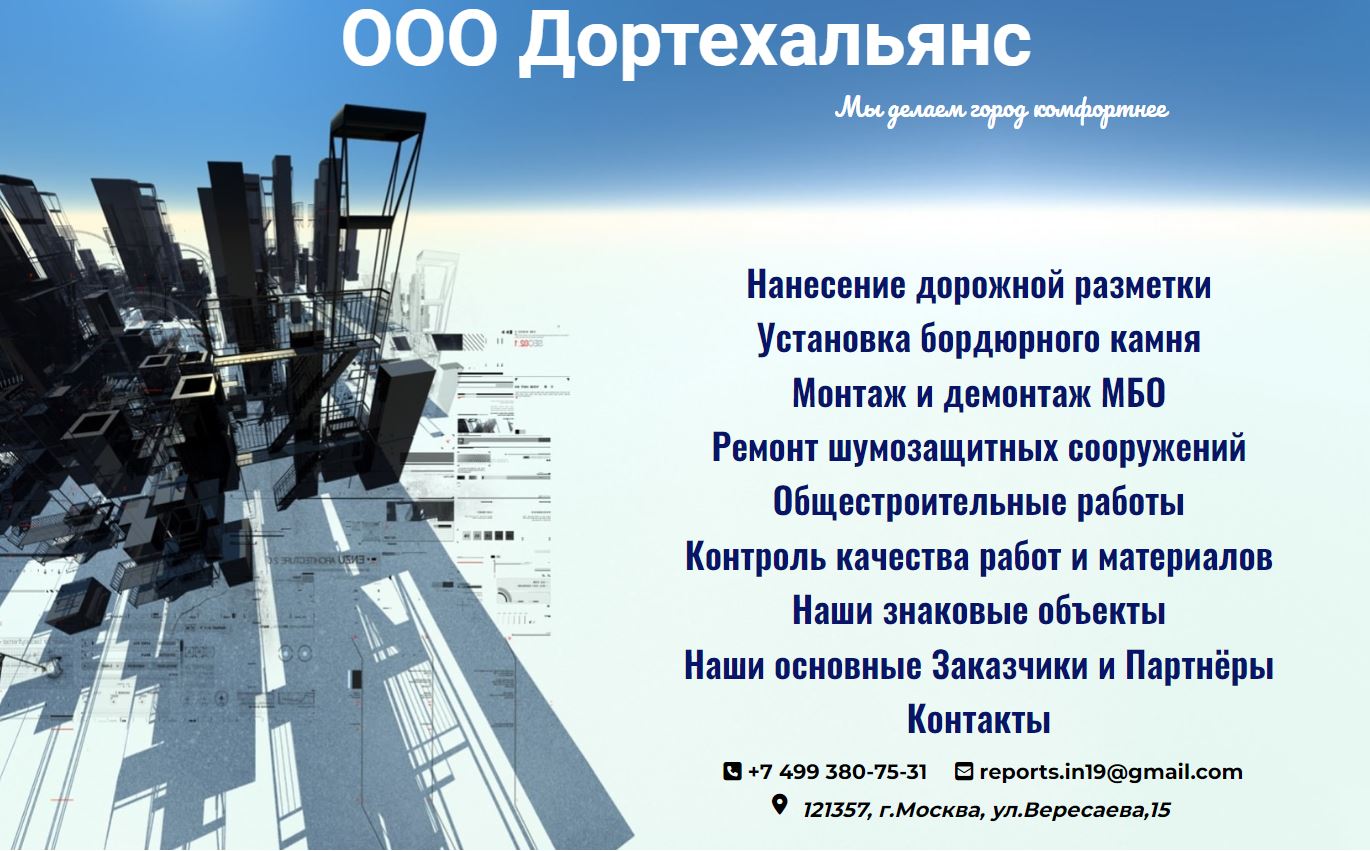 ООО Дортехальянс
Мы делаем город комфортнее
Нанесение дорожной разметки
Установка бордюрного камня
Монтаж и демонтаж МБО
Ремонт шумозащитных сооружений
Общестроительные работы
Контроль качества работ и материалов
Наши знаковые объекты
Наши основные Заказчики и Партнёры
Контакты
+7 499 380-75-31 reports.in19@gmail.com
121357, г.Москва, ул.Вересаева,15